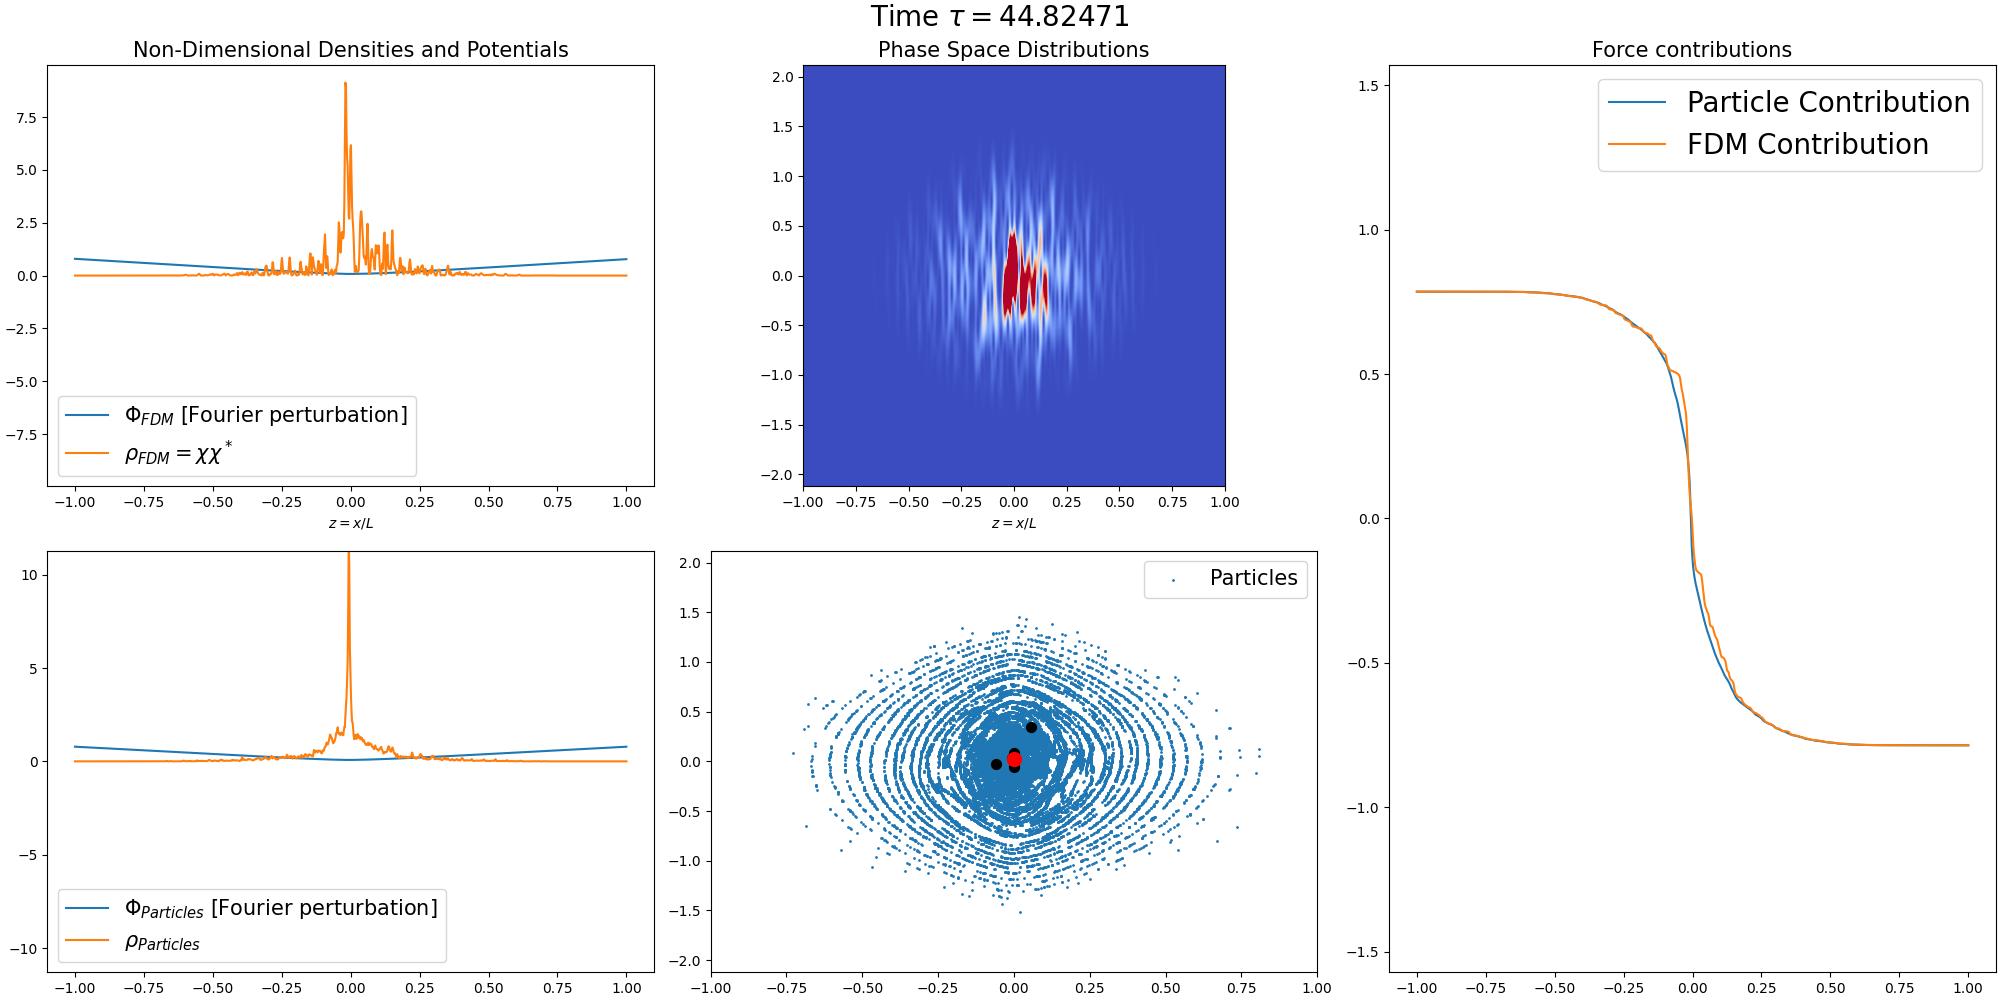 Time τ = 44.82471
Non-Dimensional Densities and Potentials
7.5
5.0
2.5
0.0
−2.5
−5.0
−7.5
Φ_FDM [Fourier perturbation]
ρ_FDM = χχ*
−1.00 −0.75 −0.50 −0.25 0.00 0.25 0.50 0.75 1.00
z = x/L
Phase Space Distributions
2.0
1.5
1.0
0.5
0.0
−0.5
−1.0
−1.5
−2.0
−1.00 −0.75 −0.50 −0.25 0.00 0.25 0.50 0.75 1.00
z = x/L
Force contributions
Particle Contribution
FDM Contribution
1.5
1.0
0.5
0.0
−0.5
−1.0
−1.5
−1.00 −0.75 −0.50 −0.25 0.00 0.25 0.50 0.75 1.00
10
5
0
−5
−10
Φ_Particles [Fourier perturbation]
ρ_Particles
−1.00 −0.75 −0.50 −0.25 0.00 0.25 0.50 0.75 1.00
Particles
2.0
1.5
1.0
0.5
0.0
−0.5
−1.0
−1.5
−2.0
−1.00 −0.75 −0.50 −0.25 0.00 0.25 0.50 0.75 1.00